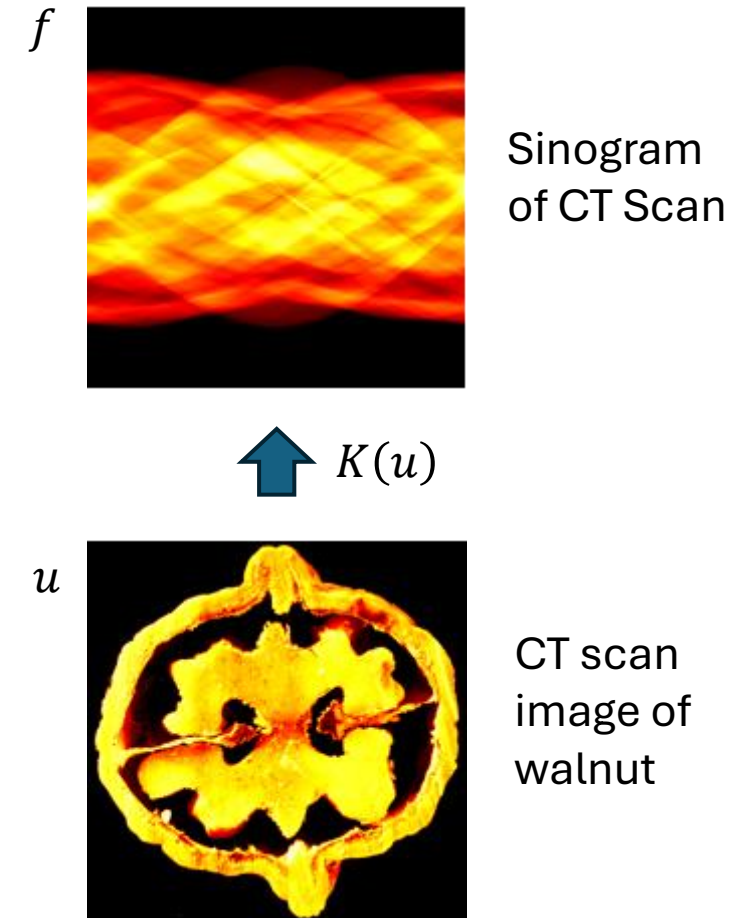 f
Sinogram
of CT Scan
K(u)
u
CT scan
image of
walnut